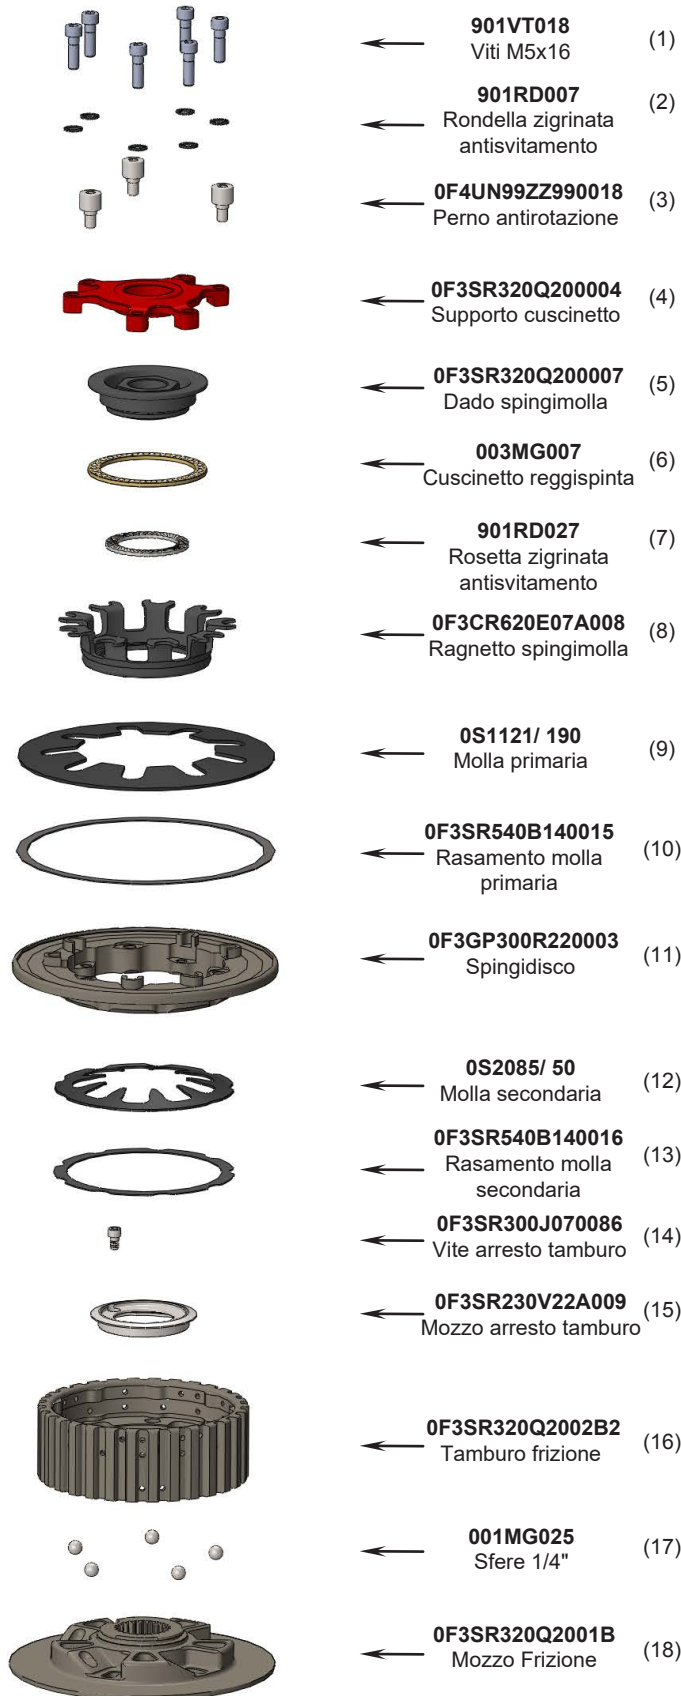 901VT018
Viti M5x16
(1)
901RD007
Rondella zigrinata
antisvitamento
(2)
0F4UN99ZZ990018
Perno antirotazione
(3)
0F3SR320Q200004
Supporto cuscinetto
(4)
0F3SR320Q200007
Dado spingimolla
(5)
003MG007
Cuscinetto reggispinta
(6)
901RD027
Rosetta zigrinata
antisvitamento
(7)
0F3CR620E07A008
Ragnetto spingimolla
(8)
0S1121/ 190
Molla primaria
(9)
0F3SR540B140015
Rasamento molla
primaria
(10)
0F3GP300R220003
Spingidisco
(11)
0S2085/ 50
Molla secondaria
(12)
0F3SR540B140016
Rasamento molla
secondaria
(13)
0F3SR300J070086
Vite arresto tamburo
(14)
0F3SR230V22A009
Mozzo arresto tamburo
(15)
0F3SR320Q2002B2
Tamburo frizione
(16)
001MG025
Sfere 1/4"
(17)
0F3SR320Q2001B
Mozzo Frizione
(18)